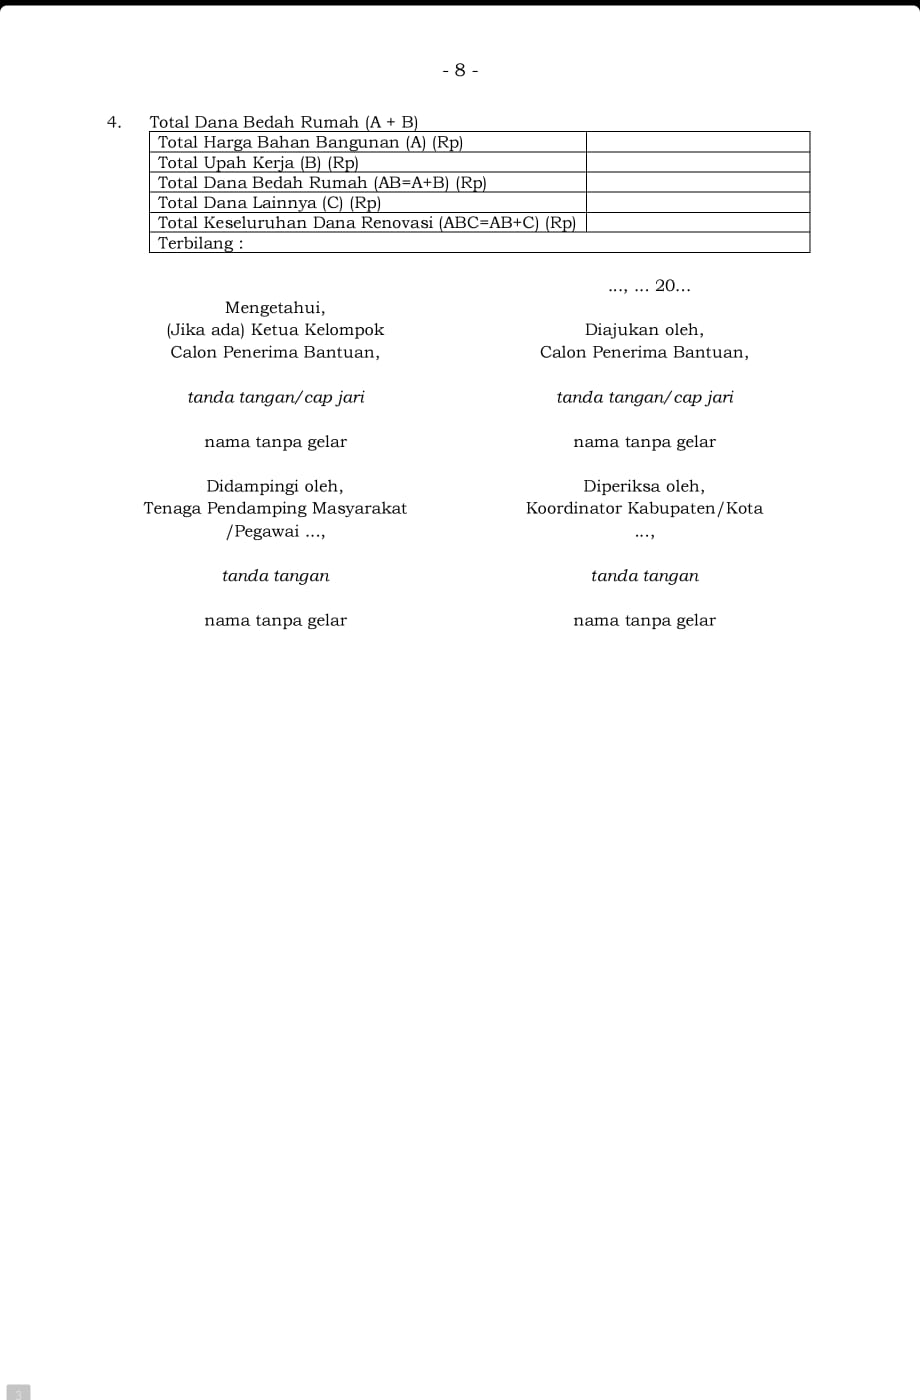 - 8 -
4. Total Dana Bedah Rumah (A + B)
Total Harga Bahan Bangunan (A) (Rp)
Total Upah Kerja (B) (Rp)
Total Dana Bedah Rumah (AB=A+B) (Rp)
Total Dana Lainnya (C) (Rp)
Total Keseluruhan Dana Renovasi (ABC=AB+C) (Rp)
Terbilang :
..., ... 20...
Mengetahui,
(Jika ada) Ketua Kelompok
Calon Penerima Bantuan,
tanda tangan/cap jari
nama tanpa gelar
Diajukan oleh,
Calon Penerima Bantuan,
tanda tangan/cap jari
nama tanpa gelar
Didampingi oleh,
Tenaga Pendamping Masyarakat
/Pegawai ...,
tanda tangan
nama tanpa gelar
Diperiksa oleh,
Koordinator Kabupaten/Kota
...,
tanda tangan
nama tanpa gelar
3